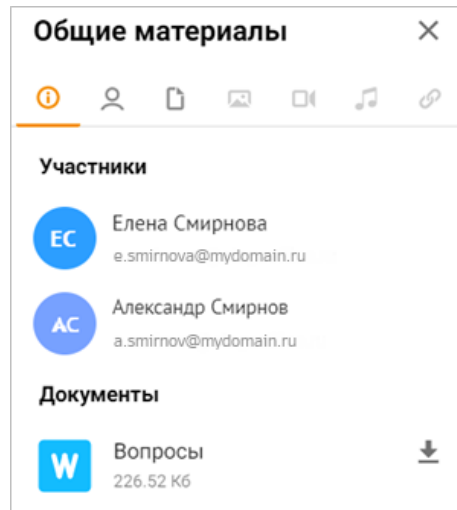 Общие материалы
Участники
ЕС
Елена Смирнова
e.smirnova@mydomain.ru
АС
Александр Смирнов
a.smirnov@mydomain.ru
Документы
W
Вопросы
226.52 Кб